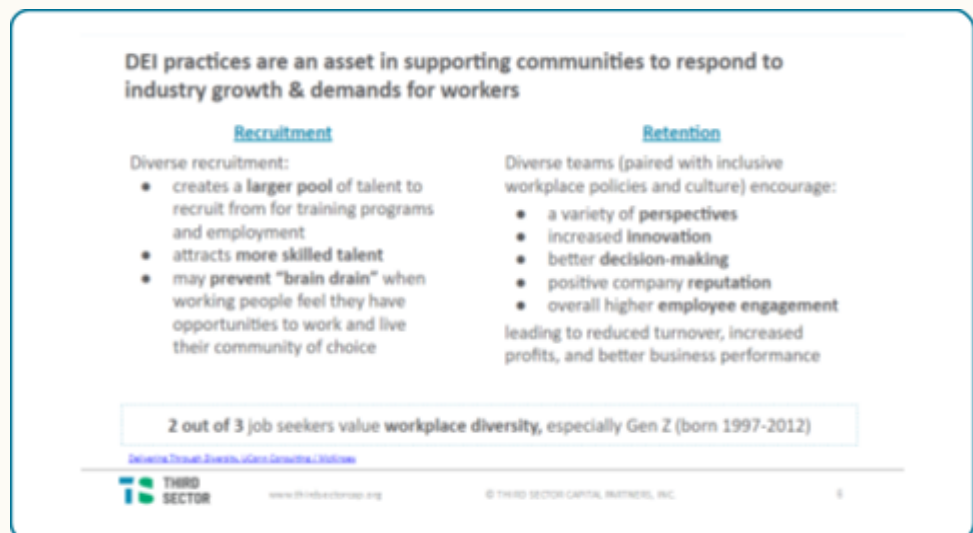 DEI practices are an asset in supporting communities to respond to
industry growth & demands for workers
Recruitment
Diverse recruitment:
● creates a larger pool of talent to
recruit from for training programs
and employment
● attracts more skilled talent
● may prevent "brain drain" when
working people feel they have
opportunities to work and live
their community of choice
Retention
Diverse teams (paired with inclusive
workplace policies and culture) encourage:
● a variety of perspectives
● increased innovation
● better decision-making
● positive company reputation
● overall higher employee engagement
leading to reduced turnover, increased
profits, and better business performance
2 out of 3 job seekers value workplace diversity, especially Gen Z (born 1997-2012)
Delivering Through Diversity, Consulting / McKinsey
TS THIRD
SECTOR
www.thirdsectorcap.org
© THIRD SECTOR CAPITAL PARTNERS, INC.